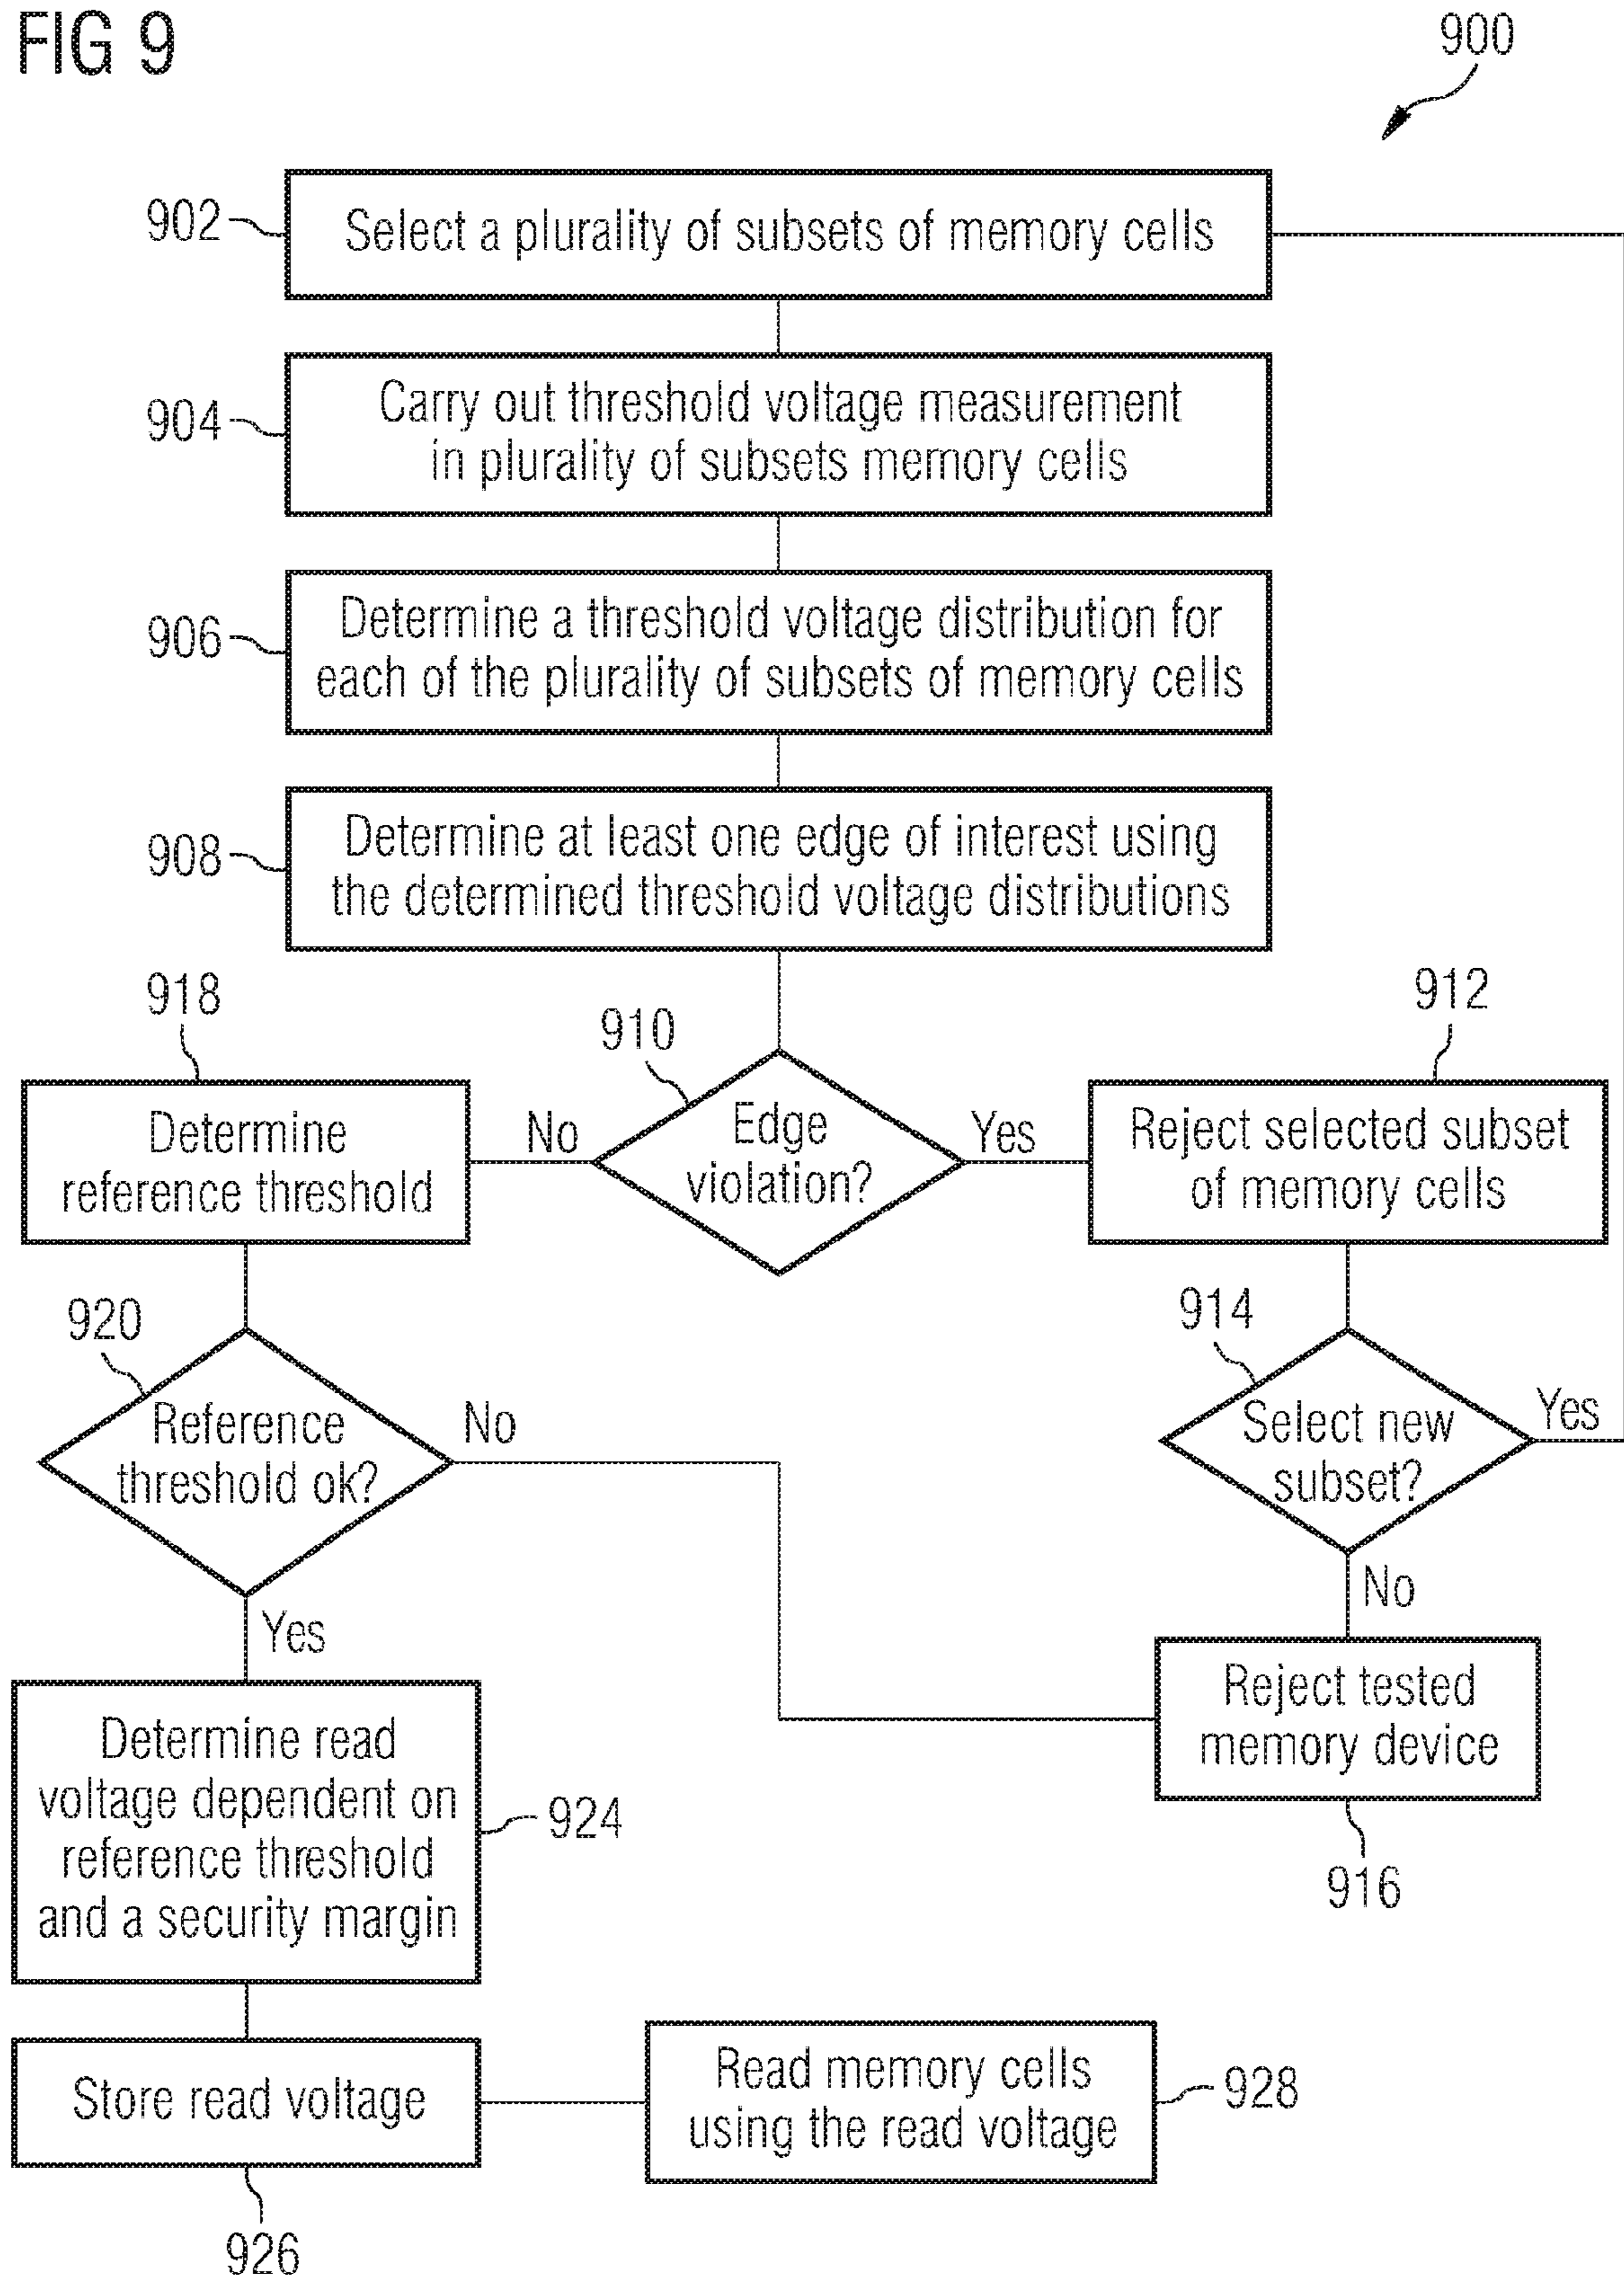 FIG 9
900
902
Select a plurality of subsets of memory cells
904
Carry out threshold voltage measurement
in plurality of subsets memory cells
906
Determine a threshold voltage distribution for
each of the plurality of subsets of memory cells
908
Determine at least one edge of interest using
the determined threshold voltage distributions
918
910
912
Determine
reference threshold
No
Edge
violation?
Yes
Reject selected subset
of memory cells
920
914
Reference
threshold ok?
No
Select new
subset?
Yes
Yes
No
Determine read
voltage dependent on
reference threshold
and a security margin
924
Reject tested
memory device
916
Store read voltage
926
Read memory cells
using the read voltage
928